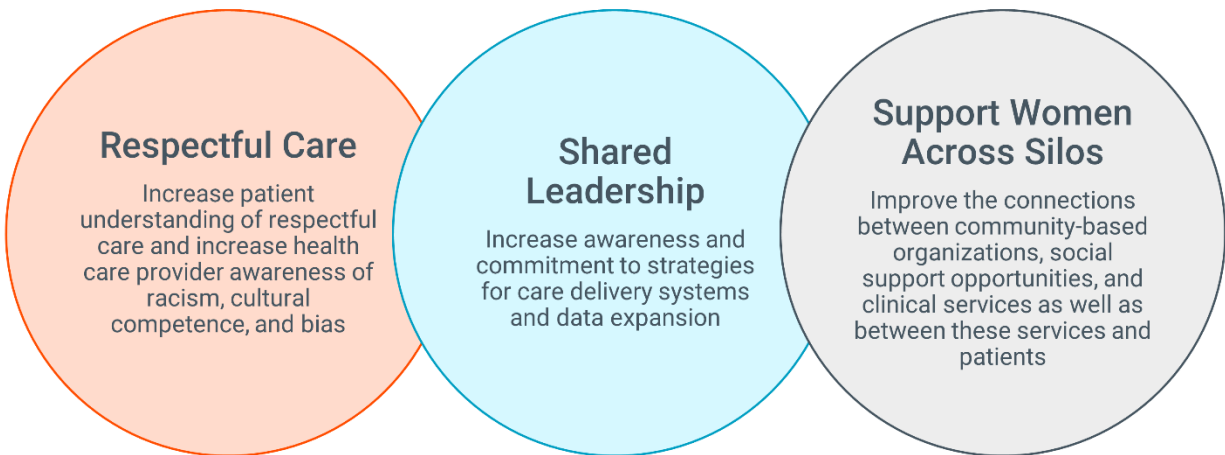 Respectful Care
Increase patient
understanding of respectful
care and increase health
care provider awareness of
racism, cultural
competence, and bias
Shared
Leadership
Increase awareness and
commitment to strategies
for care delivery systems
and data expansion
Support Women
Across Silos
Improve the connections
between community-based
organizations, social
support opportunities, and
clinical services as well as
between these services and
patients